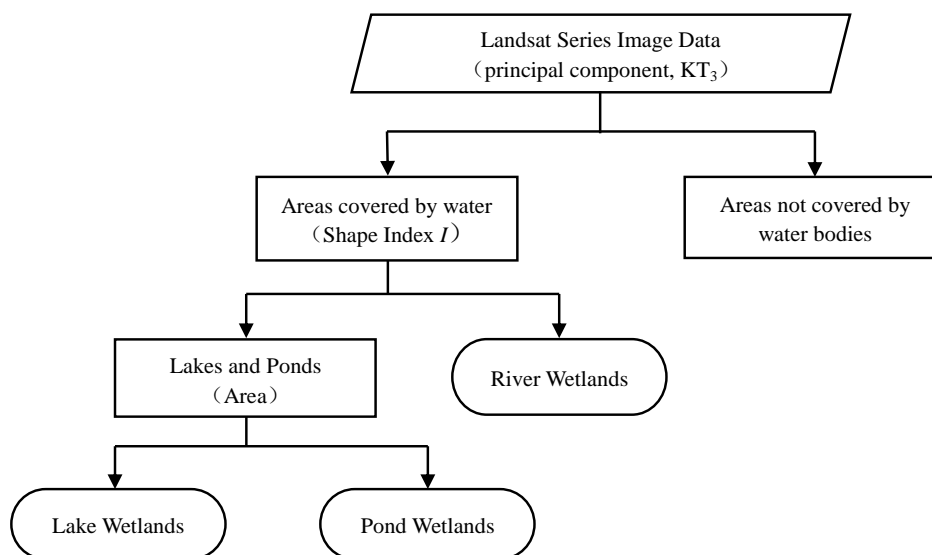 Landsat Series Image Data
（principal component, KT₃）
Areas covered by water
（Shape Index I）
Areas not covered by
water bodies
Lakes and Ponds
（Area）
River Wetlands
Lake Wetlands
Pond Wetlands